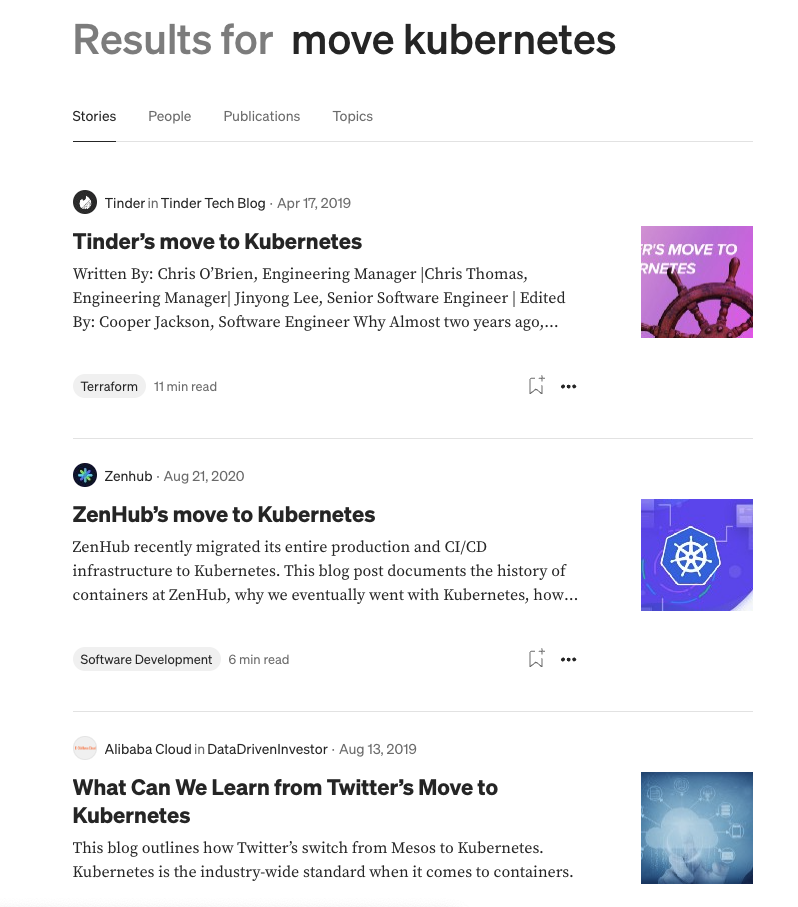 Results for move kubernetes
Stories People Publications Topics
Tinder in Tinder Tech Blog · Apr 17, 2019
Tinder’s move to Kubernetes
Written By: Chris O’Brien, Engineering Manager |Chris Thomas,
Engineering Manager| Jinyong Lee, Senior Software Engineer | Edited
By: Cooper Jackson, Software Engineer Why Almost two years ago,...
R'S MOVE TO
RNETES
Terraform 11 min read
Zenhub · Aug 21, 2020
ZenHub’s move to Kubernetes
ZenHub recently migrated its entire production and CI/CD
infrastructure to Kubernetes. This blog post documents the history of
containers at ZenHub, why we eventually went with Kubernetes, how...
Software Development 6 min read
Alibaba Cloud in DataDrivenInvestor · Aug 13, 2019
What Can We Learn from Twitter’s Move to
Kubernetes
This blog outlines how Twitter’s switch from Mesos to Kubernetes.
Kubernetes is the industry-wide standard when it comes to containers.